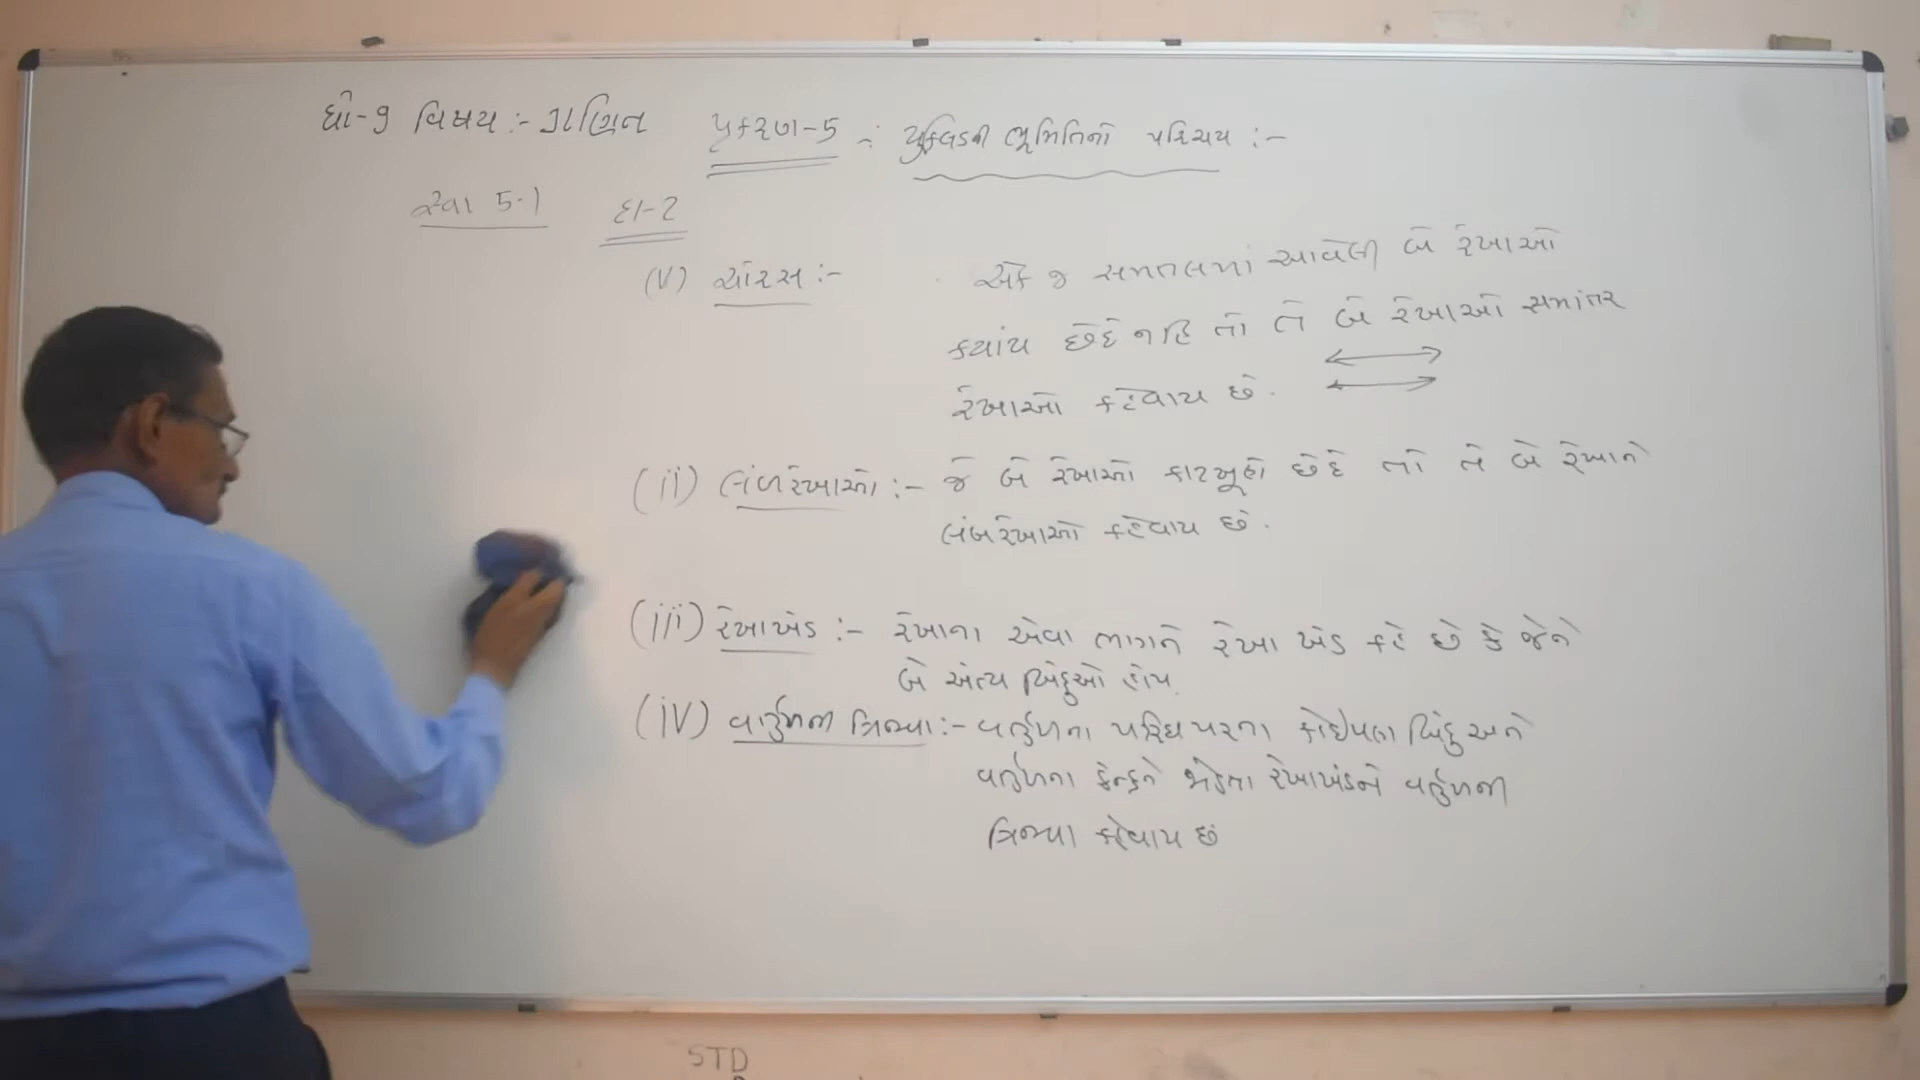 ધો-૭ વિષય :- ગણિત પ્રકરણ-5 :- યુક્લિડની ભૂમિતિનો પરિચય :-
સ્વા 5.1 દા-2
(V) ચોરસ :- એક જ સમતલમાં આવેલી બે રેખાઓ
ક્યાંય છેદે નહિ તો તે બે રેખાઓ સમાંતર
રેખાઓ કહેવાય છે.
(ii) લંબરેખાઓ :- જે બે રેખાઓ કાટખૂણે છેદે તો તે બે રેખાને
લંબરેખાઓ કહેવાય છે.
(iii) રેખાખંડ :- રેખાના એવા ભાગને રેખા ખંડ કહે છે કે જેને
બે અંત્ય બિંદુઓ હોય.
(iv) વર્તુળની ત્રિજ્યા :- વર્તુળના પરિઘ પરના કોઈપણ બિંદુ અને
વર્તુળના કેન્દ્રને જોડતા રેખાખંડને વર્તુળની
ત્રિજ્યા કહેવાય છે
STD